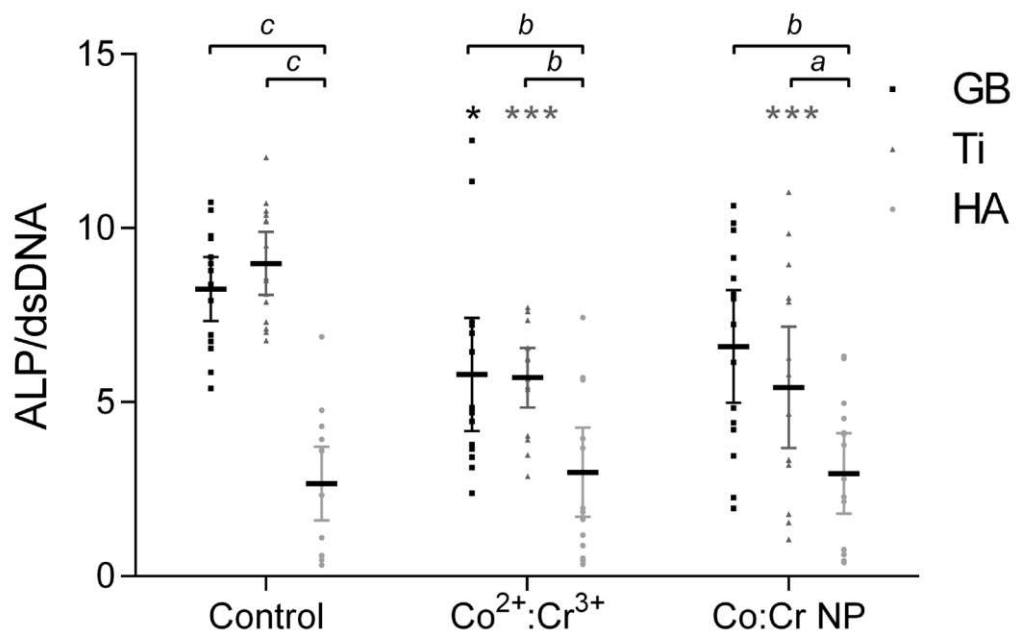 c b b
c b a
15
* *** ***
GB
Ti
HA
10
5
0
ALP/dsDNA
Control Co²⁺:Cr³⁺ Co:Cr NP